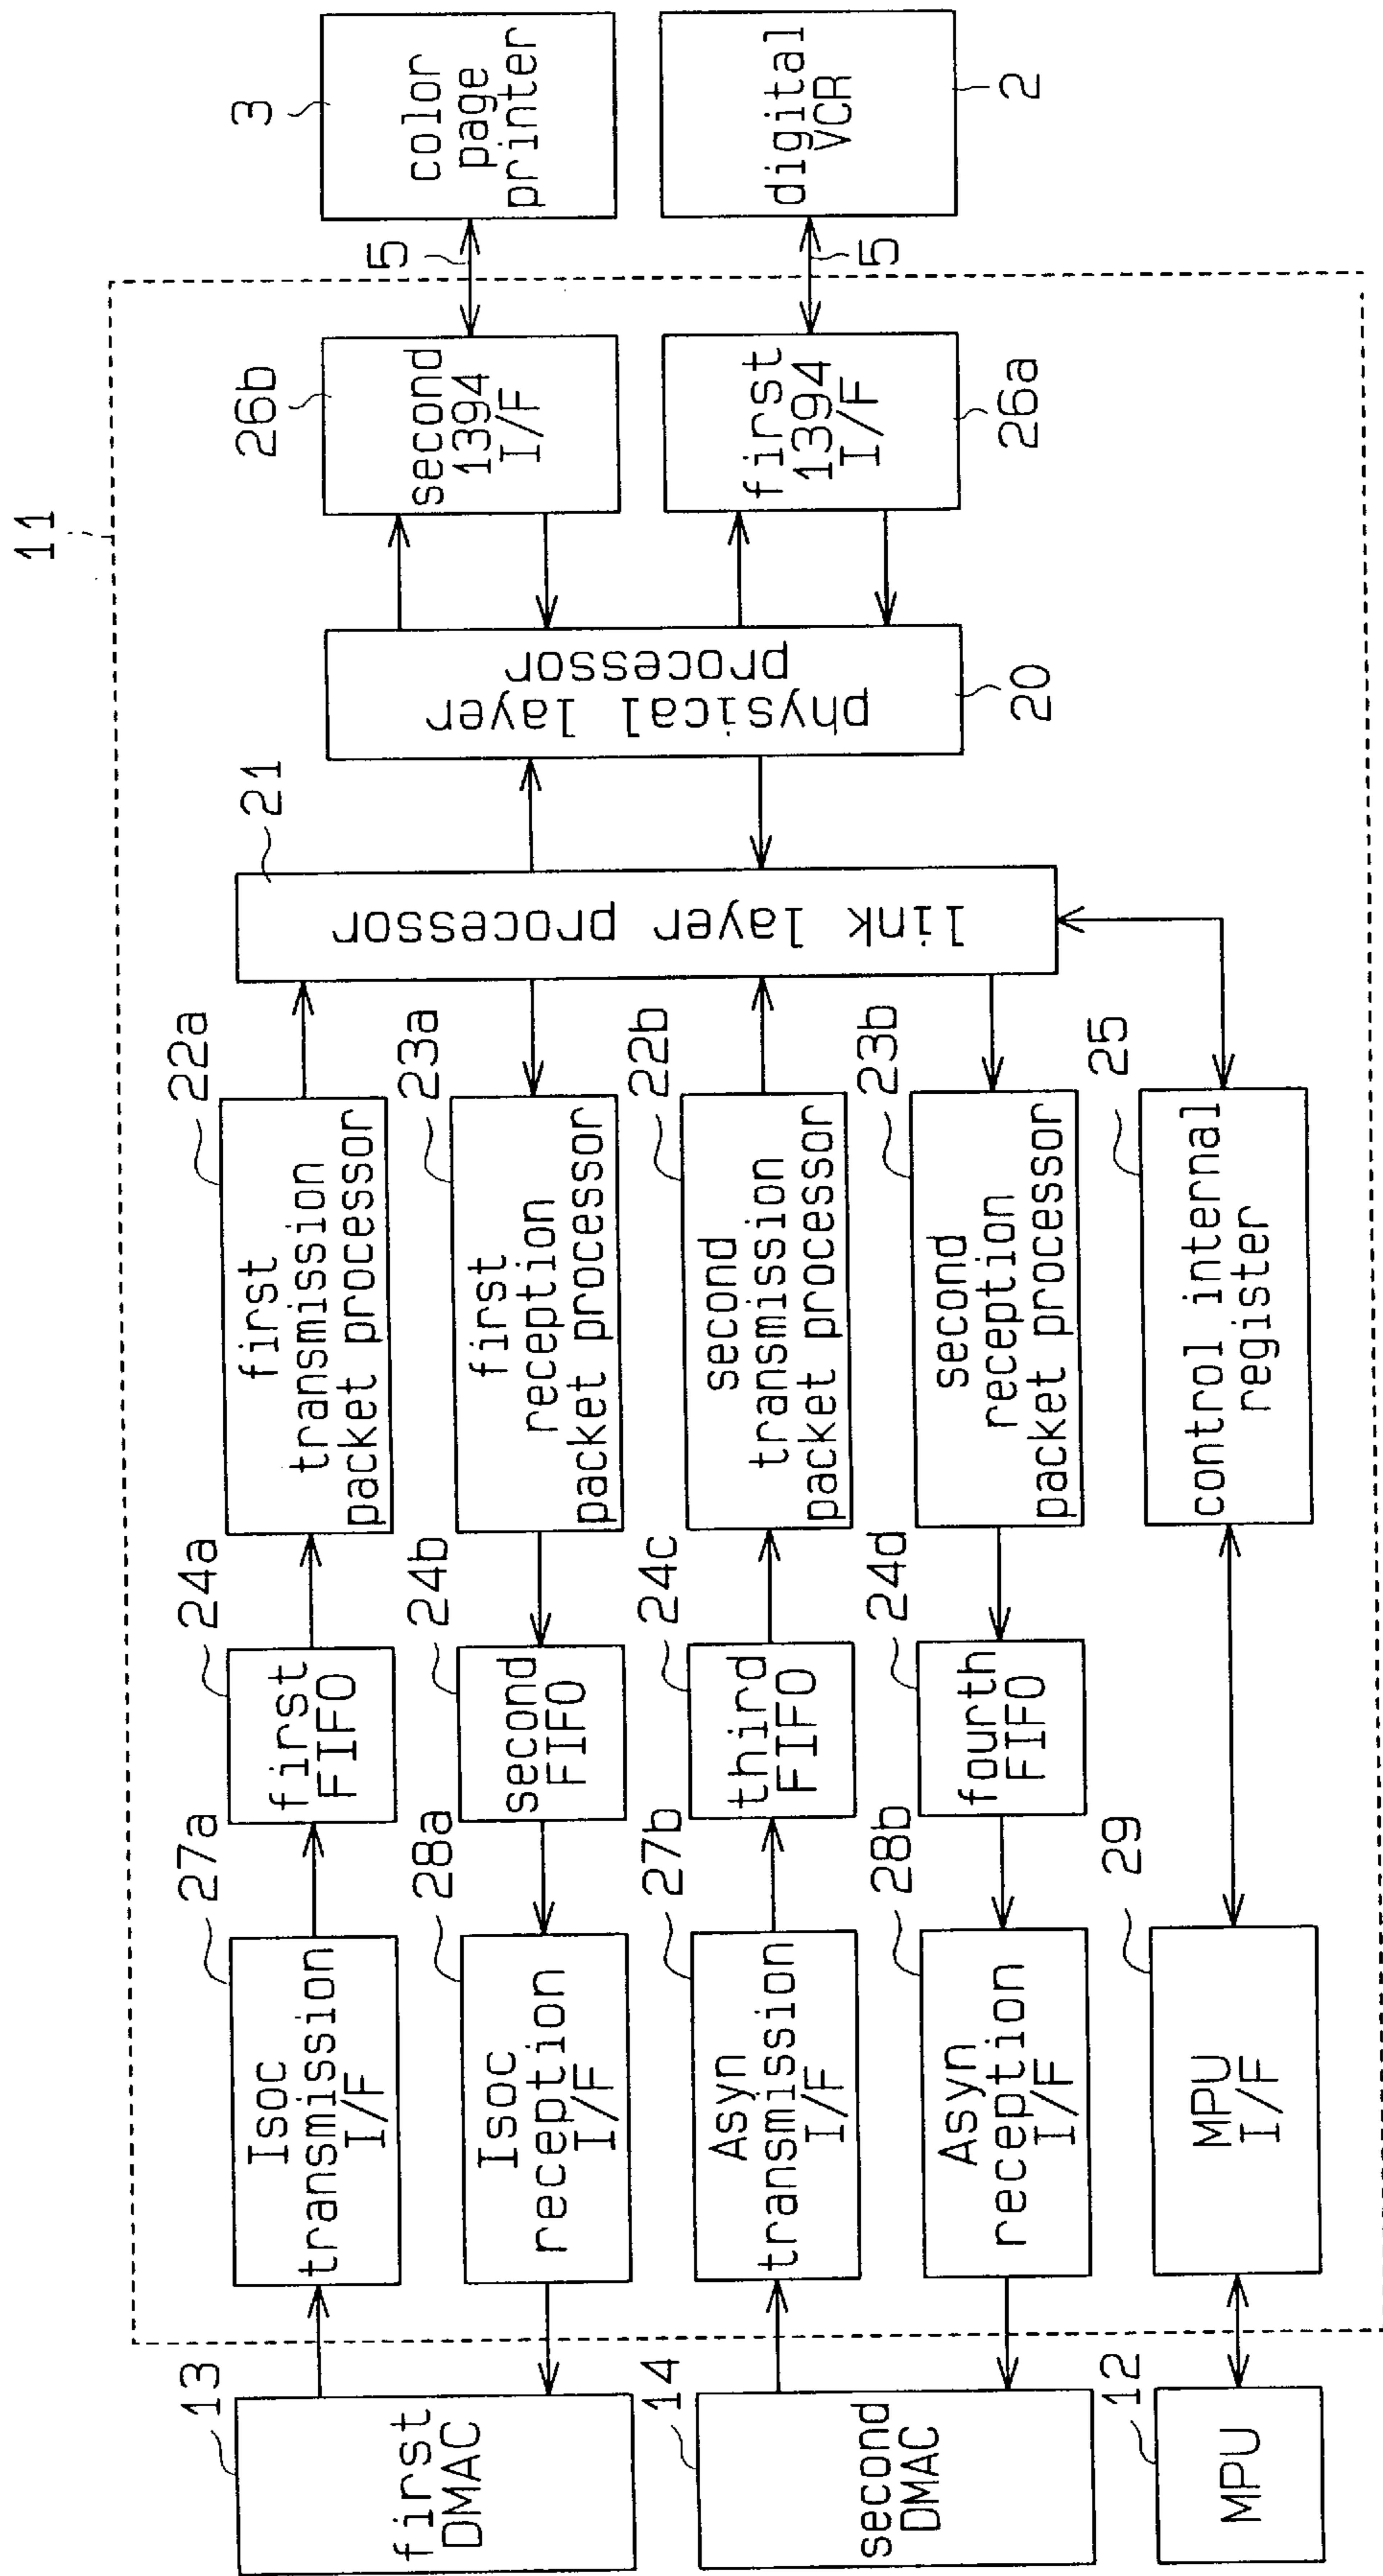 11
13
first
DMAC
27a
Isoc
transmission
I/F
24a
first
FIFO
22a
first
transmission
packet processor
28a
Isoc
reception
I/F
24b
second
FIFO
23a
first
reception
packet processor
14
second
DMAC
27b
Asyn
transmission
I/F
24c
third
FIFO
22b
second
transmission
packet processor
28b
Asyn
reception
I/F
24d
fourth
FIFO
23b
second
reception
packet processor
12
MPU
29
MPU
I/F
25
control internal
register
21
link layer processor
physical layer
processor
20
26b
second
1394
I/F
first
1394
I/F
26a
5
5
3
color
page
printer
digital
VCR
2